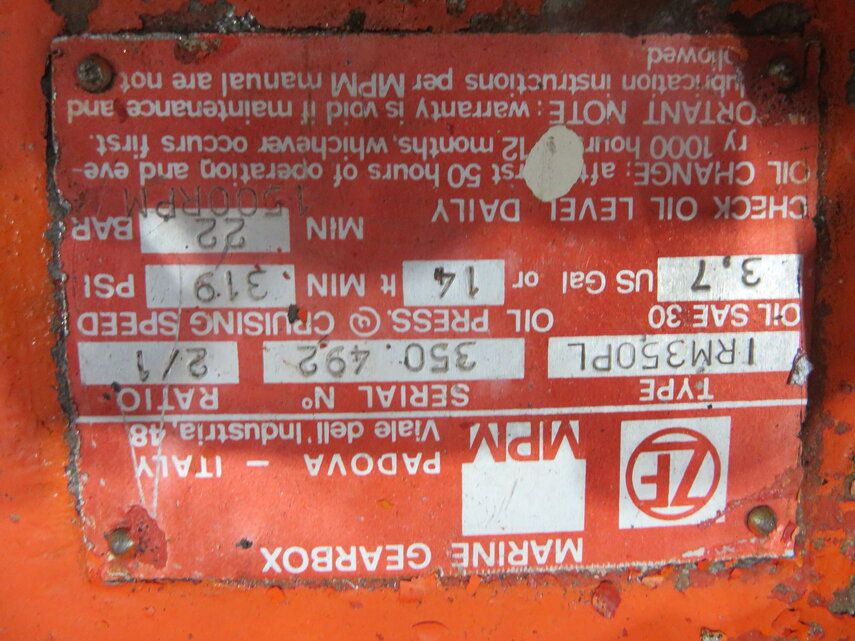 MARINE GEARBOX
ZF
MPM
PADOVA - ITALY
Viale dell'Industria, 48
TYPE SERIAL N° RATIO
IRM350PL 350.492 2/1
OIL SAE 30 OIL PRESS. @ CRUISING SPEED
3,7 US Gal or 14 lt MIN 319 PSI
MIN 22 BAR
1500RPM
CHECK OIL LEVEL DAILY
OIL CHANGE: after first 50 hours of operation and eve-
ry 1000 hours 12 months, whichever occurs first.
IMPORTANT NOTE: warranty is void if maintenance and
lubrication instructions per MPM manual are not
followed